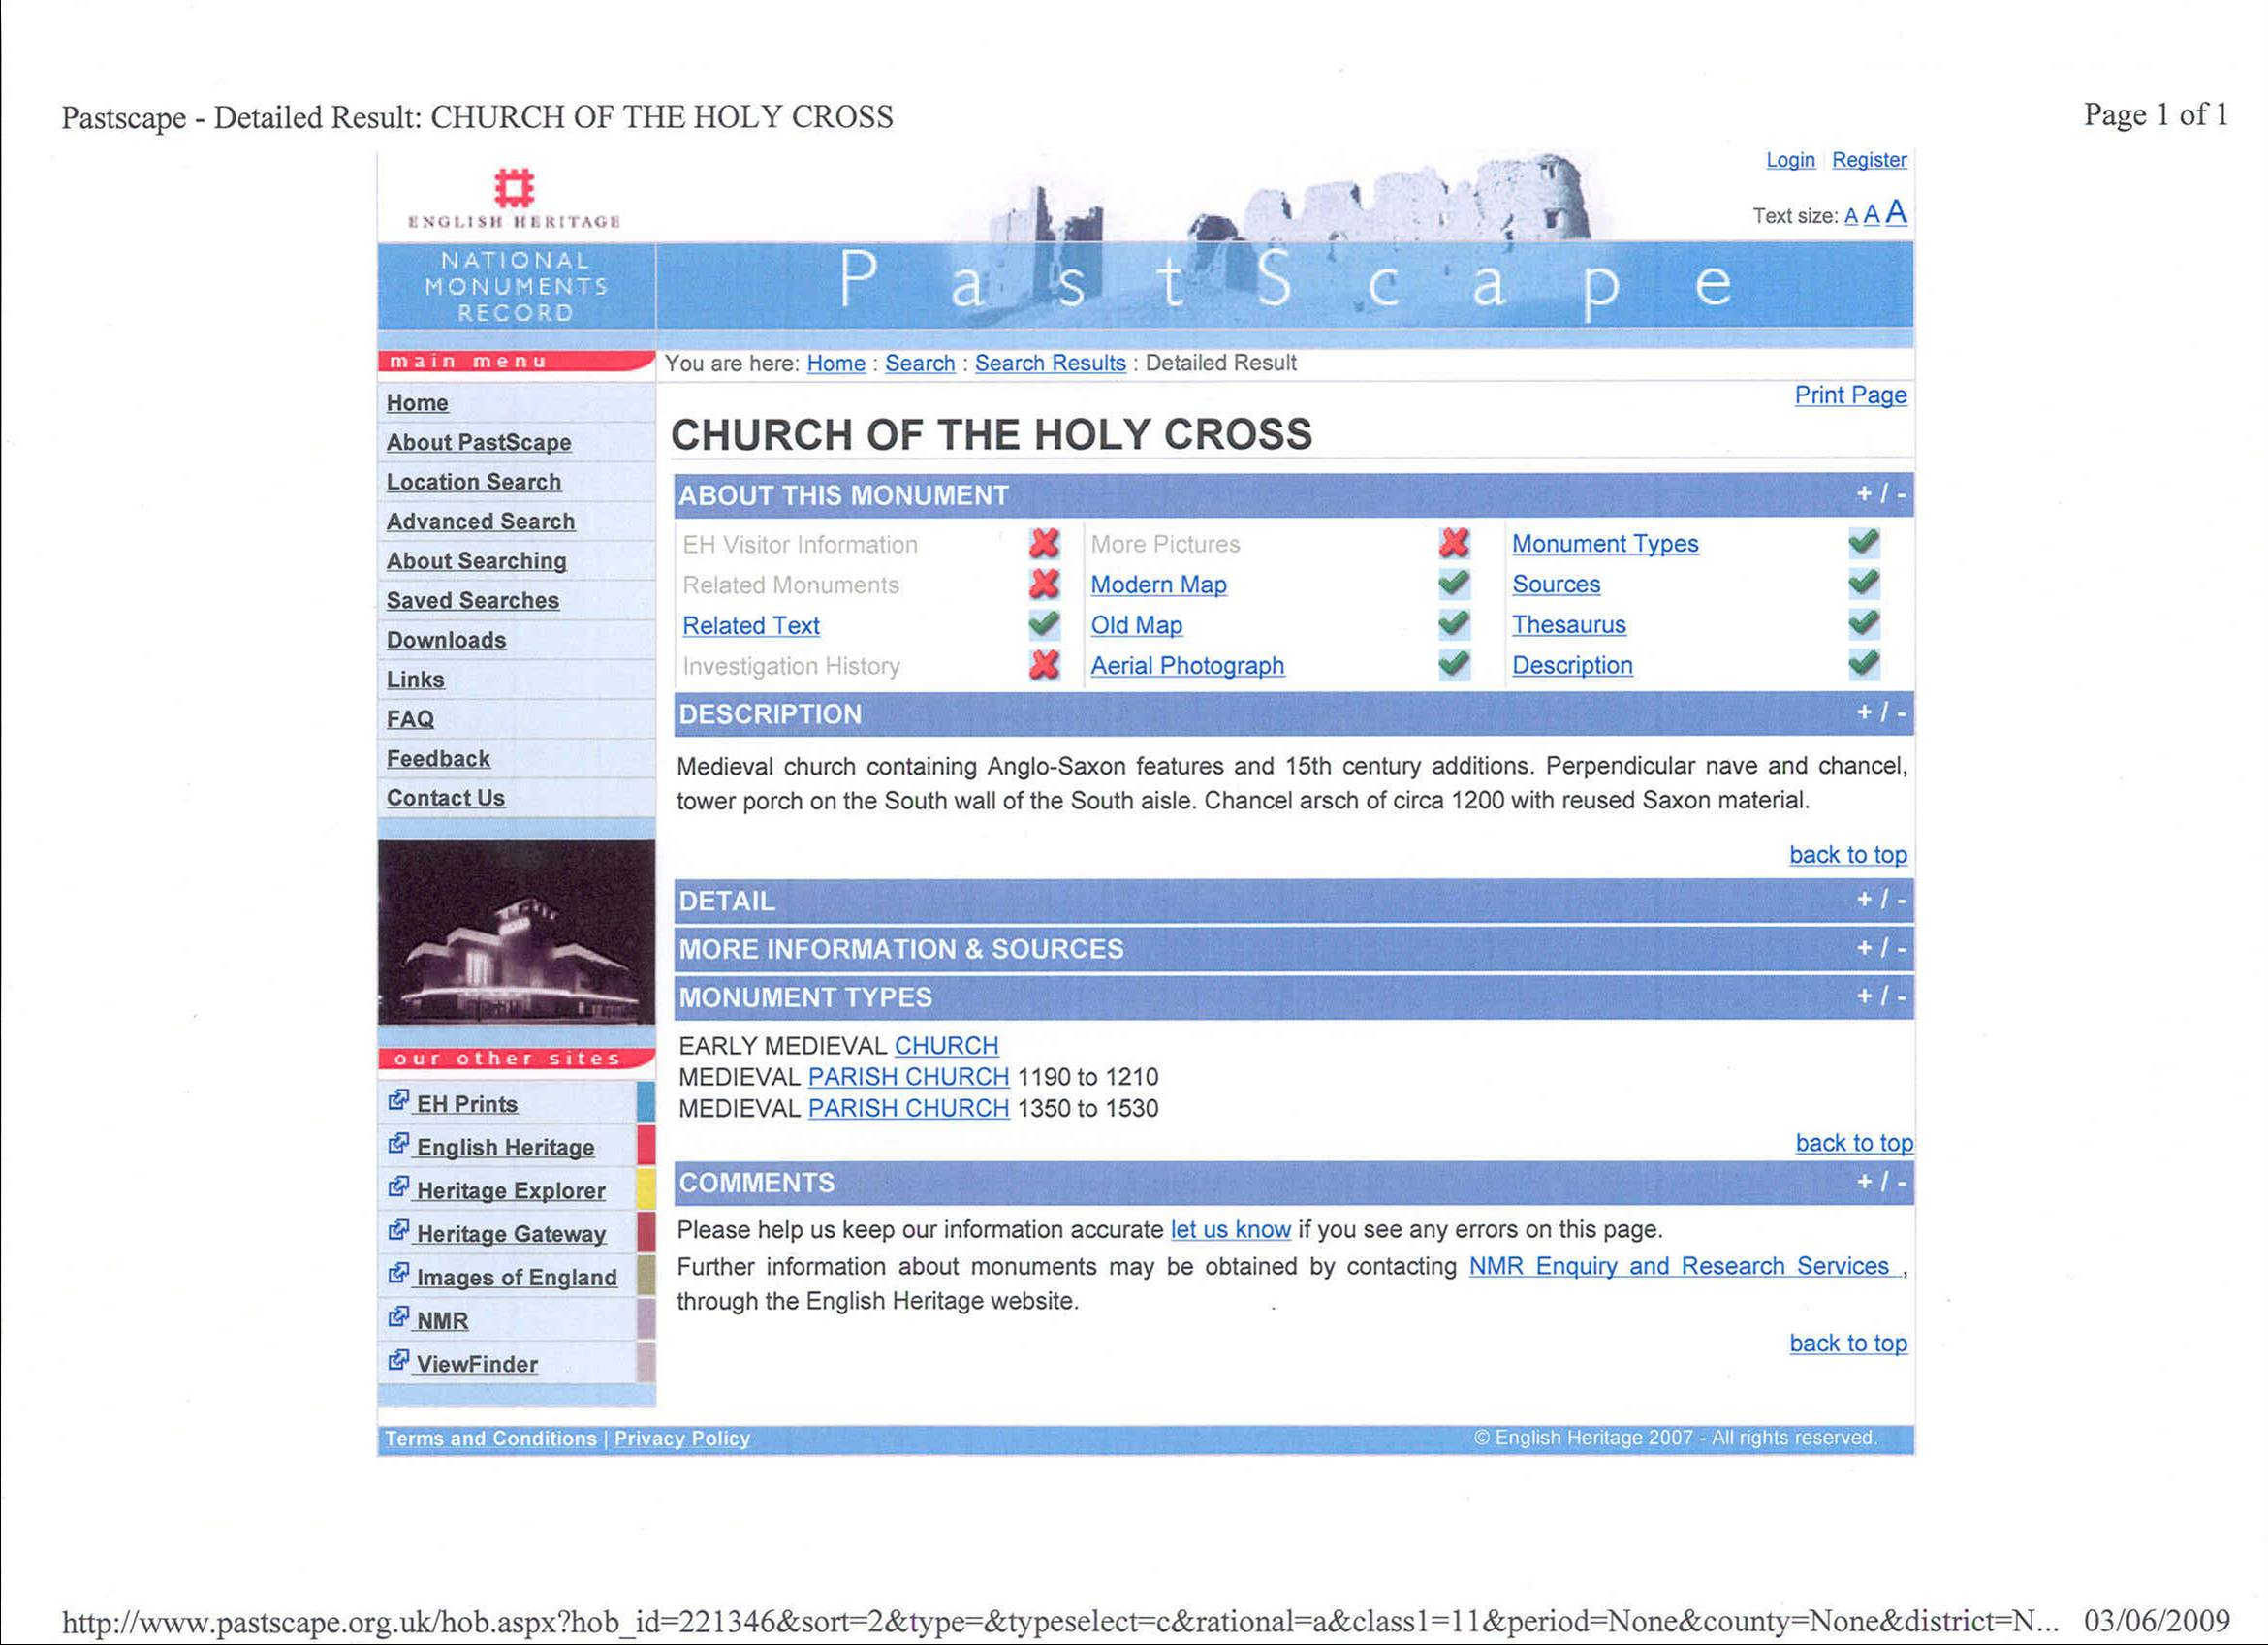 Pastscape - Detailed Result: CHURCH OF THE HOLY CROSS
Page 1 of 1
Login Register
Text size: A A A
ENGLISH HERITAGE
NATIONAL
MONUMENTS
RECORD
PastScape
main menu
Home
About PastScape
Location Search
Advanced Search
About Searching
Saved Searches
Downloads
Links
FAQ
Feedback
Contact Us
our other sites
EH Prints
English Heritage
Heritage Explorer
Heritage Gateway
Images of England
NMR
ViewFinder
You are here: Home : Search : Search Results : Detailed Result
Print Page
CHURCH OF THE HOLY CROSS
ABOUT THIS MONUMENT + / -
EH Visitor Information More Pictures Monument Types
Related Monuments Modern Map Sources
Related Text Old Map Thesaurus
Investigation History Aerial Photograph Description
DESCRIPTION + / -
Medieval church containing Anglo-Saxon features and 15th century additions. Perpendicular nave and chancel,
tower porch on the South wall of the South aisle. Chancel arsch of circa 1200 with reused Saxon material.
back to top
DETAIL + / -
MORE INFORMATION & SOURCES + / -
MONUMENT TYPES + / -
EARLY MEDIEVAL CHURCH
MEDIEVAL PARISH CHURCH 1190 to 1210
MEDIEVAL PARISH CHURCH 1350 to 1530
back to top
COMMENTS + / -
Please help us keep our information accurate let us know if you see any errors on this page.
Further information about monuments may be obtained by contacting NMR Enquiry and Research Services ,
through the English Heritage website.
back to top
Terms and Conditions | Privacy Policy
© English Heritage 2007 - All rights reserved.
http://www.pastscape.org.uk/hob.aspx?hob_id=221346&sort=2&type=&typeselect=c&rational=a&class1=11&period=None&county=None&district=N... 03/06/2009